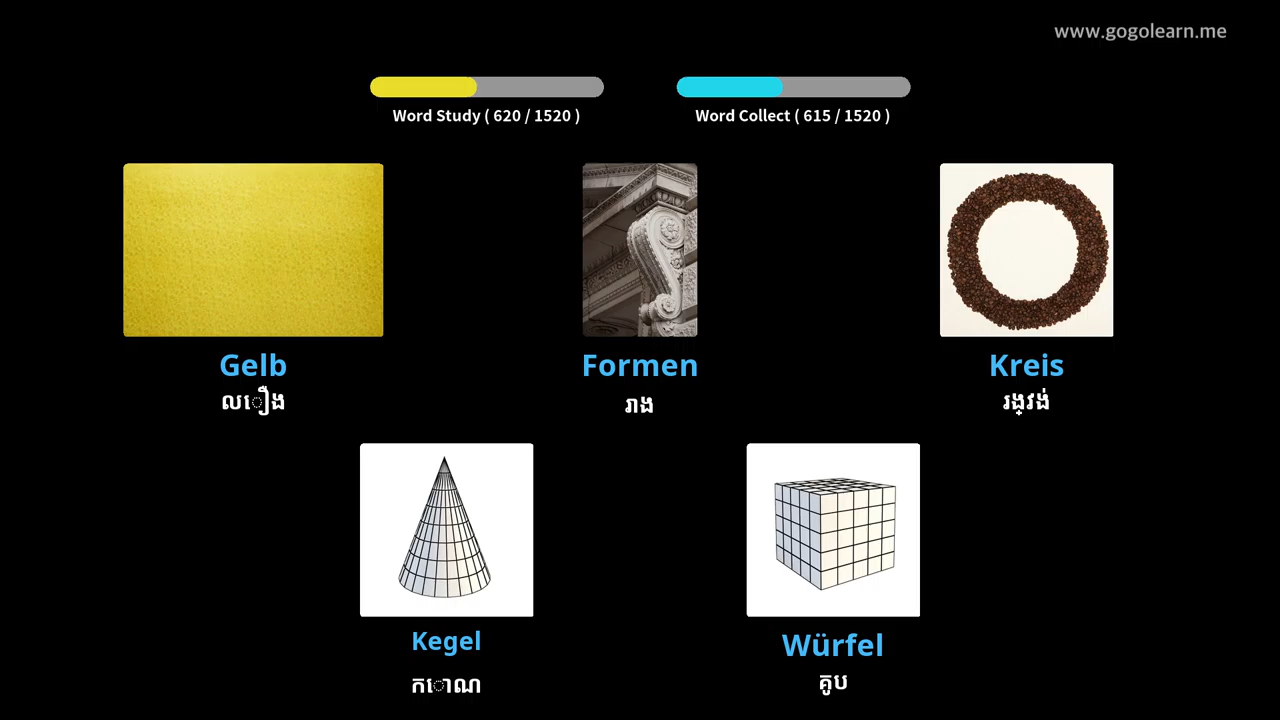 www.gogolearn.me
Word Study ( 620 / 1520 )
Word Collect ( 615 / 1520 )
Gelb
លឿង
Formen
រាង
Kreis
រង្វង់
Kegel
កោណ
Würfel
គូប